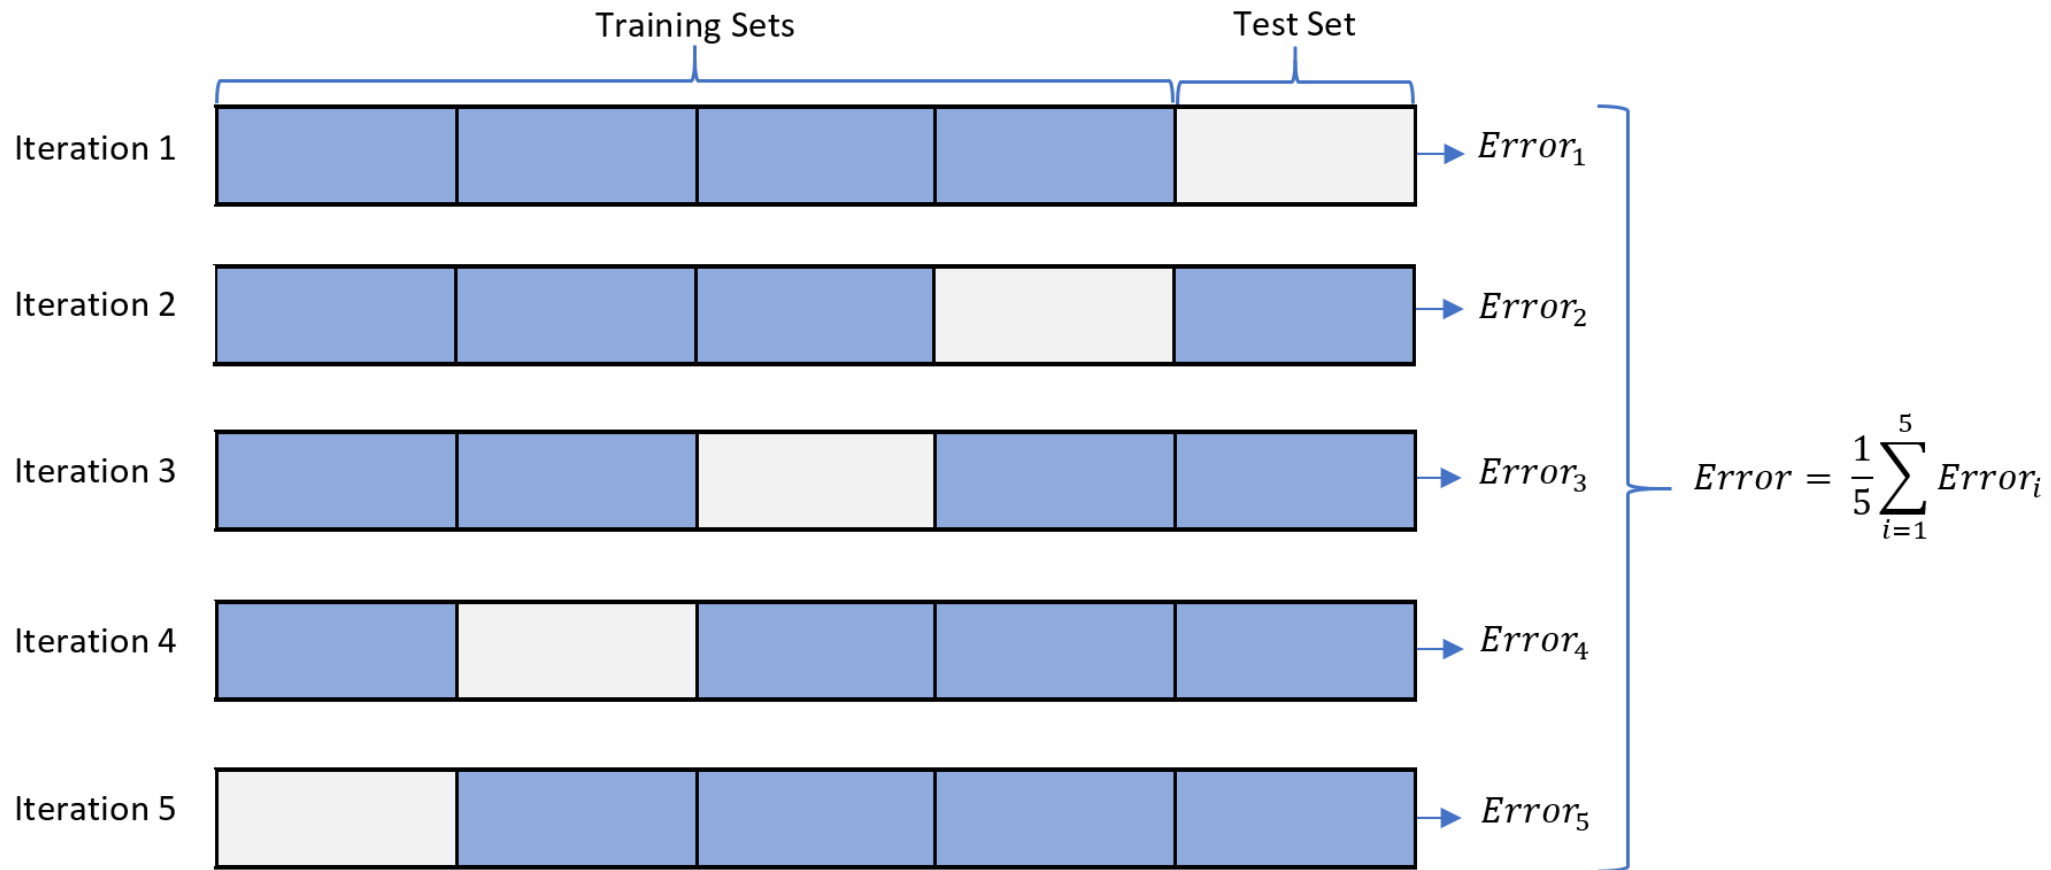 Training Sets
Test Set
Iteration 1
Error₁
Iteration 2
Error₂
Iteration 3
Error₃
Error = 1/5 ∑_{i=1}^{5} Errorᵢ
Iteration 4
Error₄
Iteration 5
Error₅